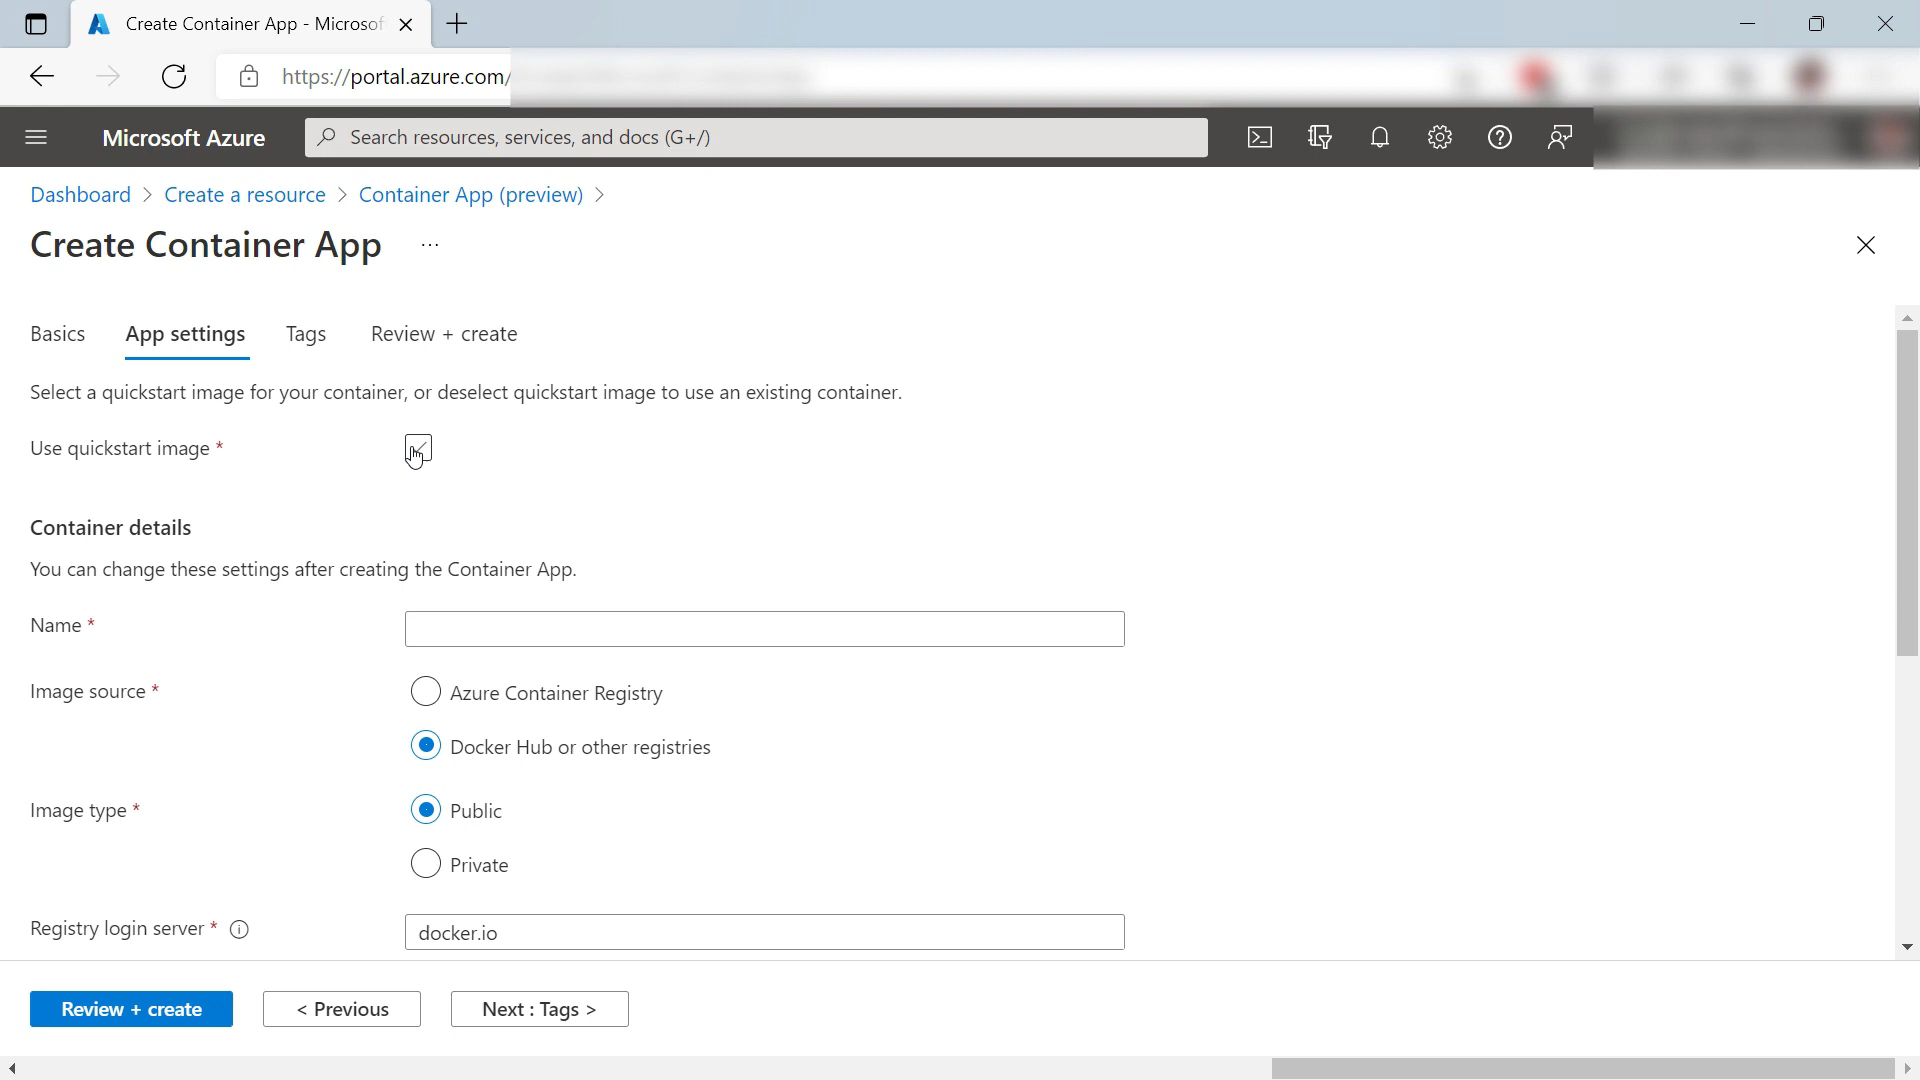 Create Container App - Microsof
https://portal.azure.com/
Microsoft Azure
Search resources, services, and docs (G+/)
Dashboard > Create a resource > Container App (preview) >
Create Container App ...
Basics App settings Tags Review + create
Select a quickstart image for your container, or deselect quickstart image to use an existing container.
Use quickstart image *
Container details
You can change these settings after creating the Container App.
Name *
Image source *
Azure Container Registry
Docker Hub or other registries
Image type *
Public
Private
Registry login server *
docker.io
Review + create
< Previous
Next : Tags >